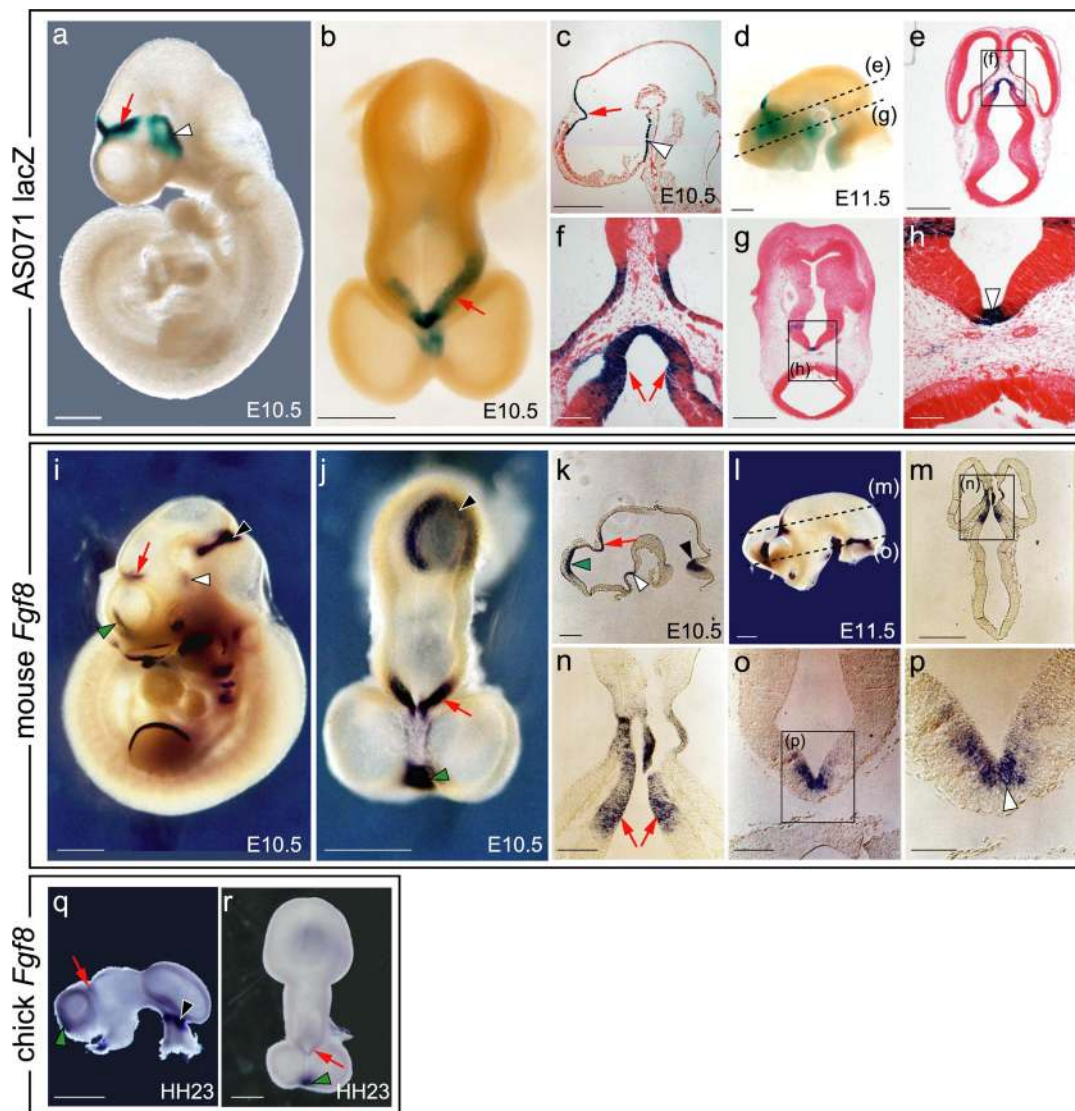 AS071 lacZ
a
E10.5
b
E10.5
c
E10.5
d
(e)
(g)
E11.5
e
(f)
f
g
(h)
h
mouse Fgf8
i
E10.5
j
E10.5
k
E10.5
l
(m)
(o)
E11.5
m
(n)
n
o
(p)
p
chick Fgf8
q
HH23
r
HH23